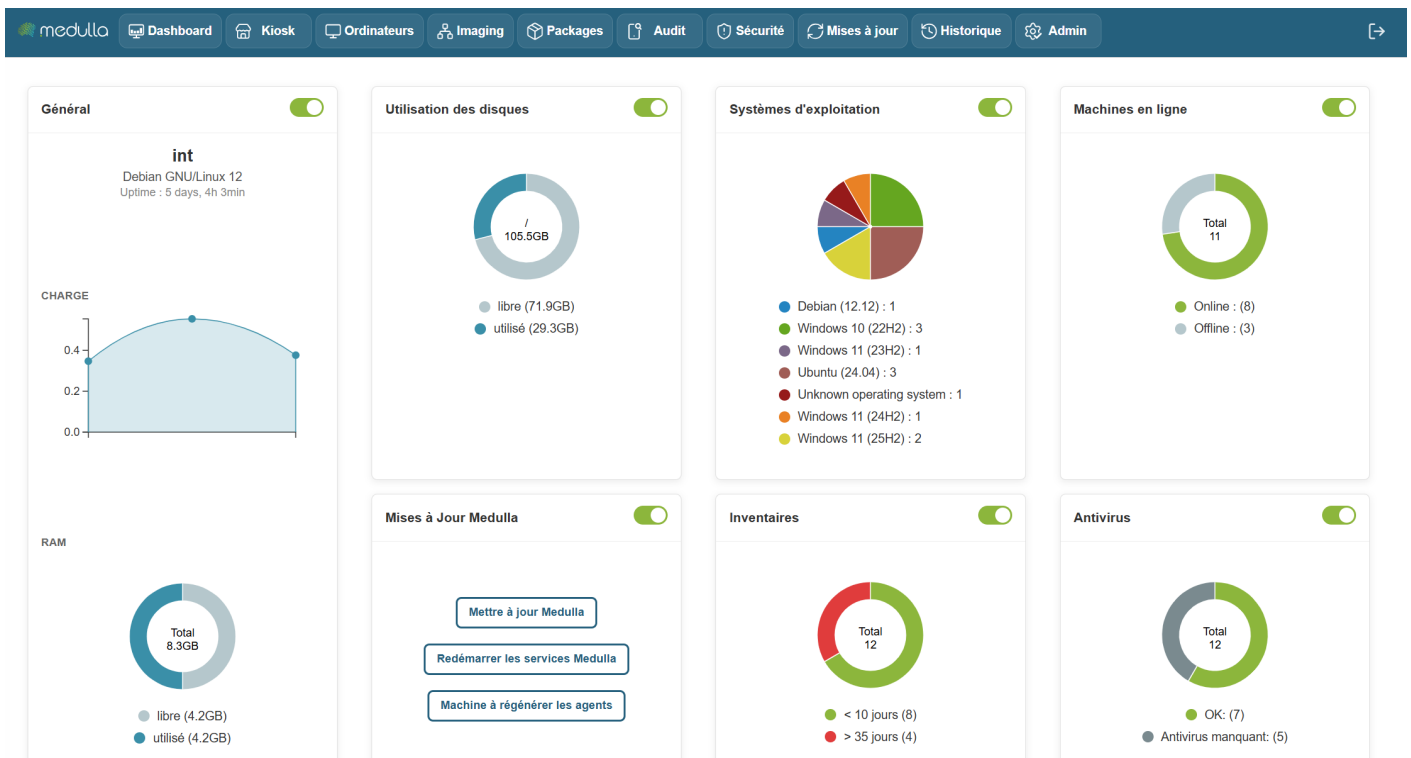 medulla Dashboard Kiosk Ordinateurs Imaging Packages Audit Sécurité Mises à jour Historique Admin
Général
int
Debian GNU/Linux 12
Uptime : 5 days, 4h 3min
CHARGE
0.4
0.2
0.0
RAM
Total
8.3GB
libre (4.2GB)
utilisé (4.2GB)
Utilisation des disques
/
105.5GB
libre (71.9GB)
utilisé (29.3GB)
Systèmes d'exploitation
Debian (12.12) : 1
Windows 10 (22H2) : 3
Windows 11 (23H2) : 1
Ubuntu (24.04) : 3
Unknown operating system : 1
Windows 11 (24H2) : 1
Windows 11 (25H2) : 2
Machines en ligne
Total
11
Online : (8)
Offline : (3)
Mises à Jour Medulla
Mettre à jour Medulla
Redémarrer les services Medulla
Machine à régénérer les agents
Inventaires
Total
12
< 10 jours (8)
> 35 jours (4)
Antivirus
Total
12
OK: (7)
Antivirus manquant: (5)